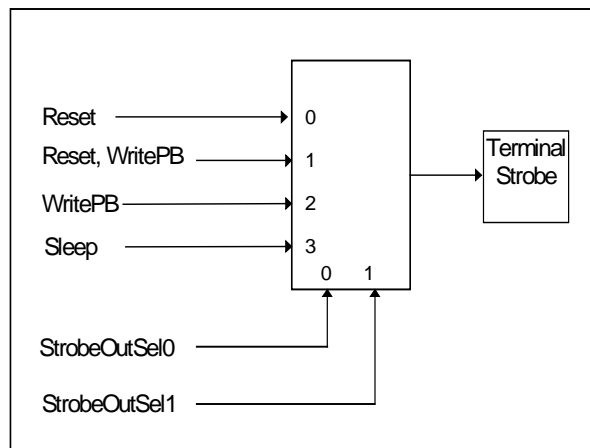 Reset
0
Reset, WritePB
1
WritePB
2
Sleep
3
0 1
Terminal
Strobe
StrobeOutSel0
StrobeOutSel1